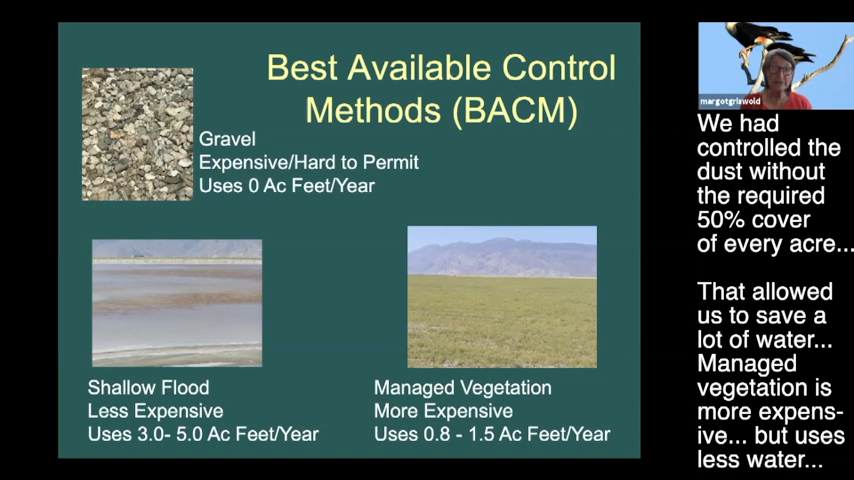 Best Available Control
Methods (BACM)
Gravel
Expensive/Hard to Permit
Uses 0 Ac Feet/Year
Shallow Flood
Less Expensive
Uses 3.0- 5.0 Ac Feet/Year
Managed Vegetation
More Expensive
Uses 0.8 - 1.5 Ac Feet/Year
margotgriswold
We had
controlled the
dust without
the required
50% cover
of every acre...
That allowed
us to save a
lot of water...
Managed
vegetation is
more expens-
ive... but uses
less water...